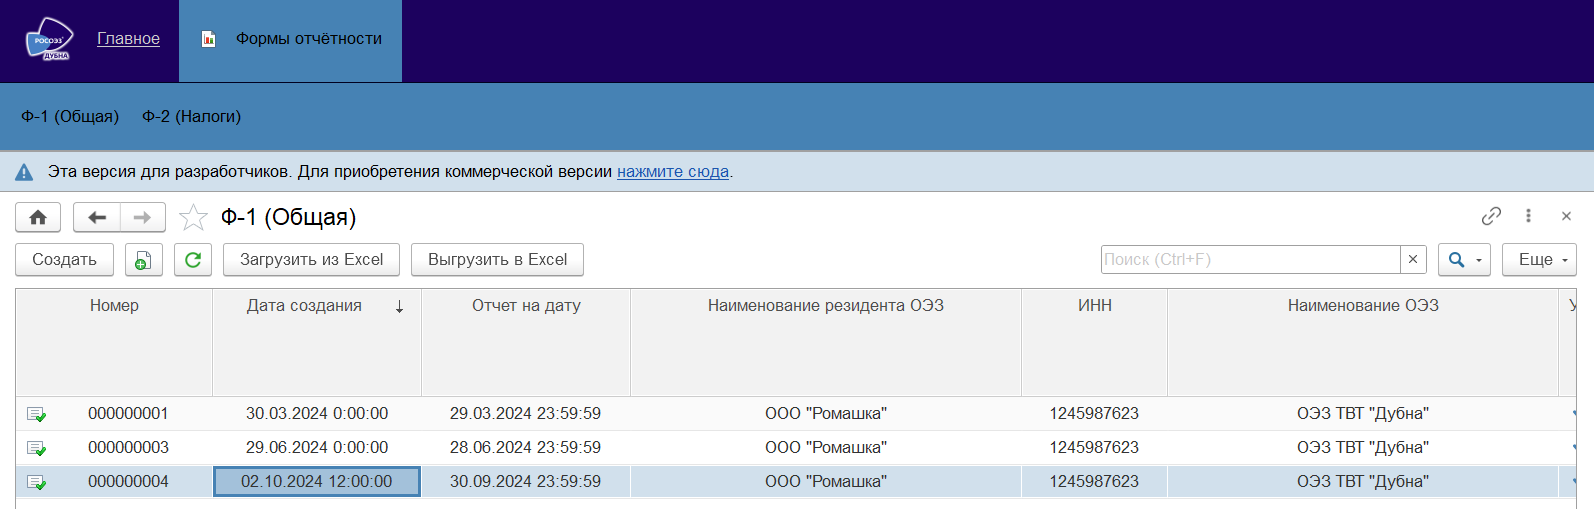 РОСОЭЗ
ДУБНА
Главное
Формы отчётности
Ф-1 (Общая) Ф-2 (Налоги)
Эта версия для разработчиков. Для приобретения коммерческой версии нажмите сюда.
Ф-1 (Общая)
Создать Загрузить из Excel Выгрузить в Excel Поиск (Ctrl+F) Еще
Номер Дата создания ↓ Отчет на дату Наименование резидента ОЭЗ ИНН Наименование ОЭЗ
000000001 30.03.2024 0:00:00 29.03.2024 23:59:59 ООО "Ромашка" 1245987623 ОЭЗ ТВТ "Дубна"
000000003 29.06.2024 0:00:00 28.06.2024 23:59:59 ООО "Ромашка" 1245987623 ОЭЗ ТВТ "Дубна"
000000004 02.10.2024 12:00:00 30.09.2024 23:59:59 ООО "Ромашка" 1245987623 ОЭЗ ТВТ "Дубна"